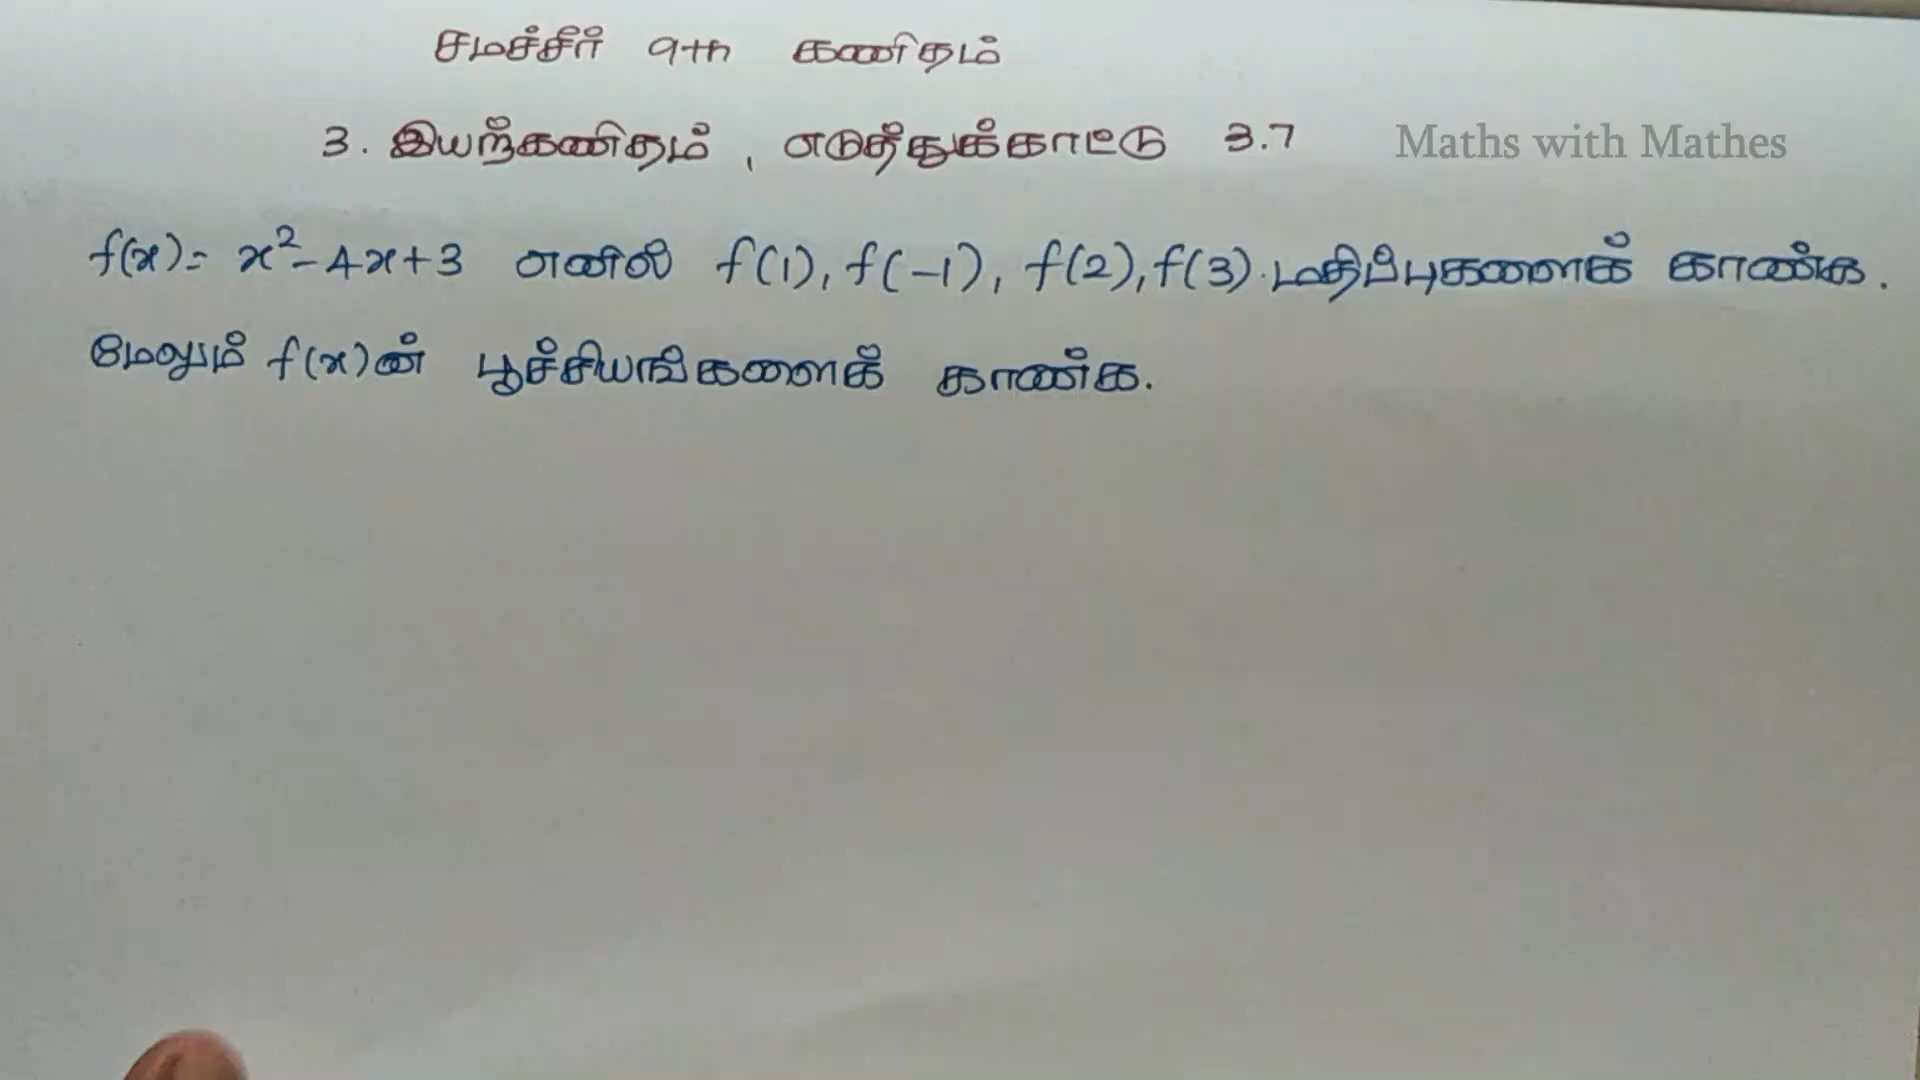 சமச்சீர் 9th கணிதம்
3. இயற்கணிதம், எடுத்துக்காட்டு 3.7 Maths with Mathes
f(x) = x² - 4x + 3 எனில் f(1), f(-1), f(2), f(3). மதிப்புகளைக் காண்க.
மேலும் f(x)ன் பூச்சியங்களைக் காண்க.